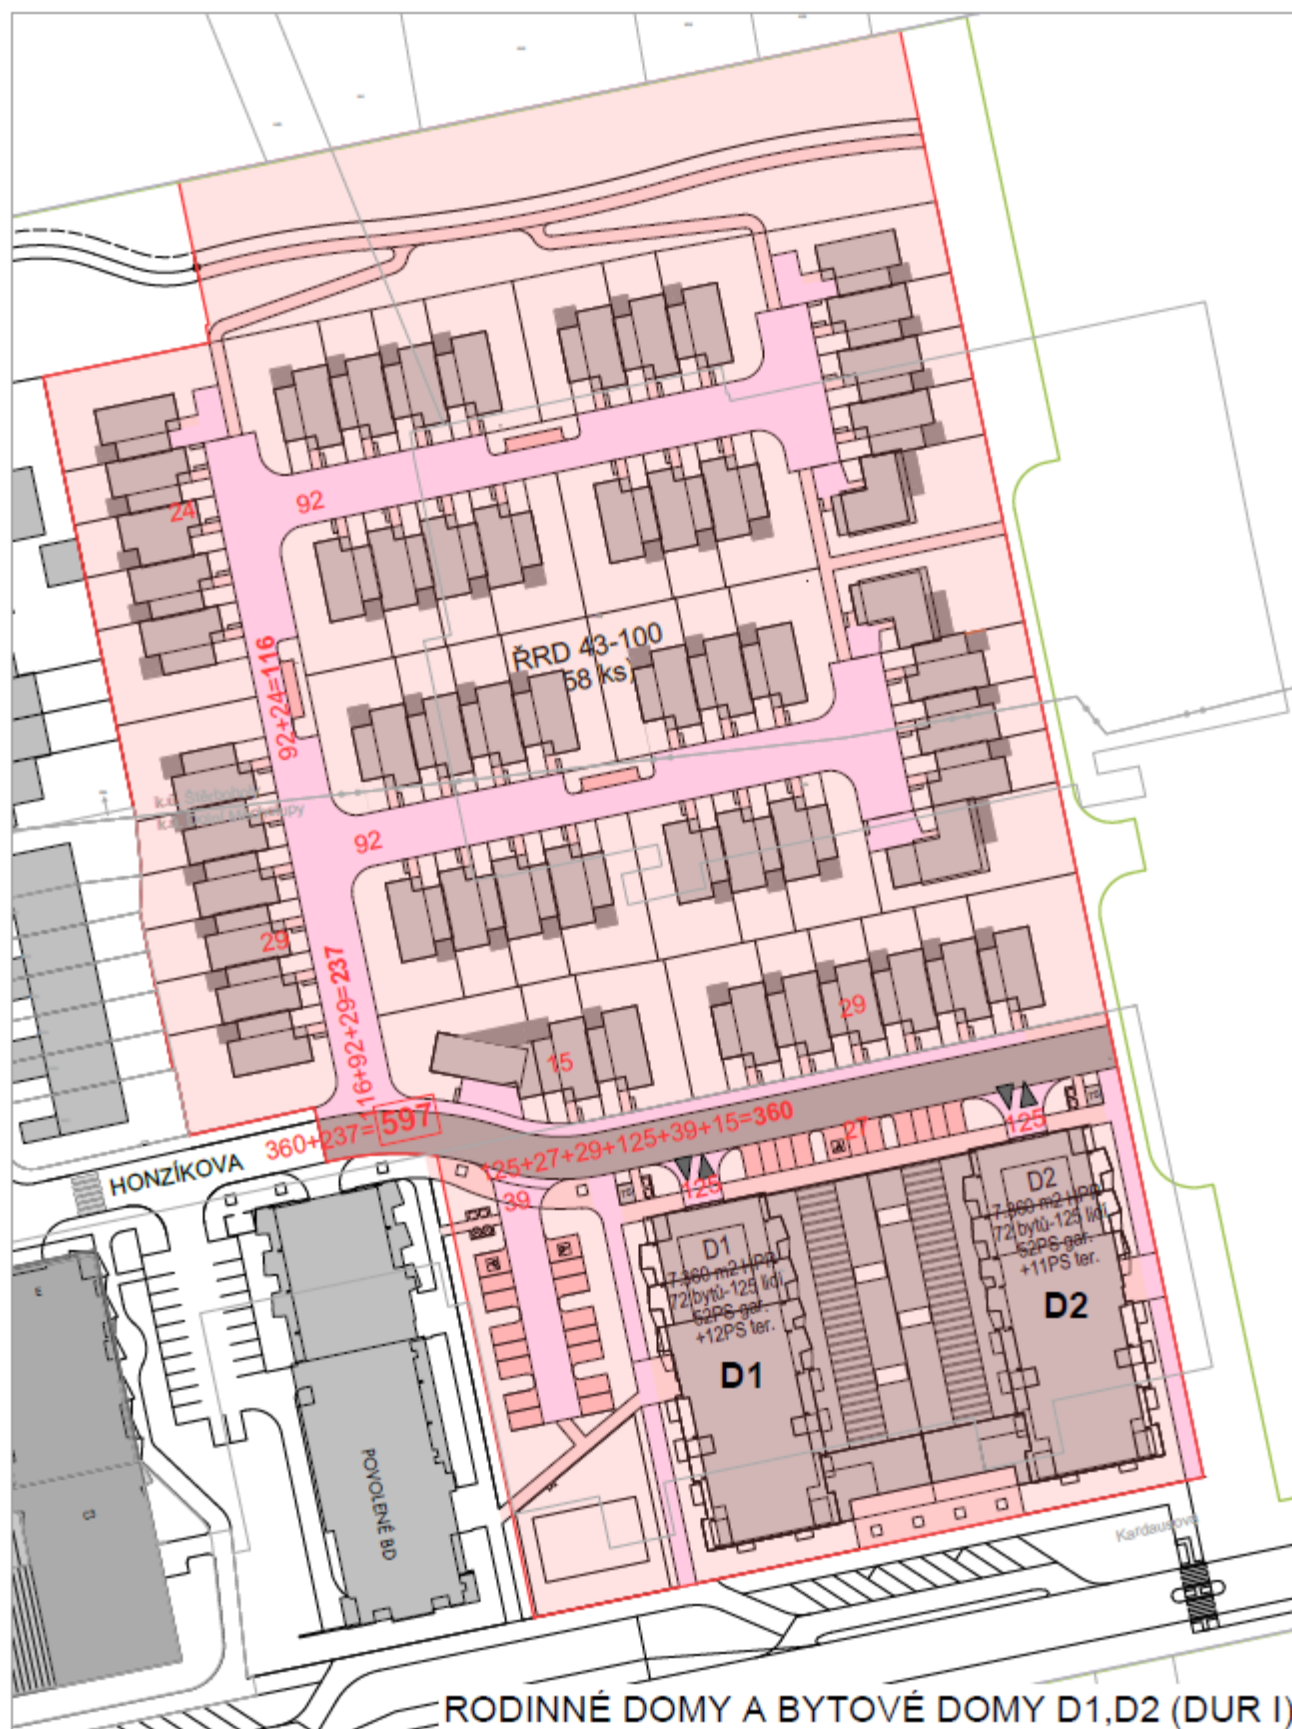 24
92
ŘRD 43-100
58 ks)
92+24=116
k.ú. Štěrboholy
92
29
116+92+29=237
29
15
360+237= 597
125+27+29+125+39+15=360
27
125
HONZÍKOVA
39
125
D2
7.360 m2 HPP
72 bytů-125 lidí
52PS gar.
+11PS ter.
D2
D1
7.360 m2 HPP
72 bytů-125 lidí
52PS gar.
+12PS ter.
D1
POVOLENÉ BD
Kardausova
RODINNÉ DOMY A BYTOVÉ DOMY D1,D2 (DUR I)